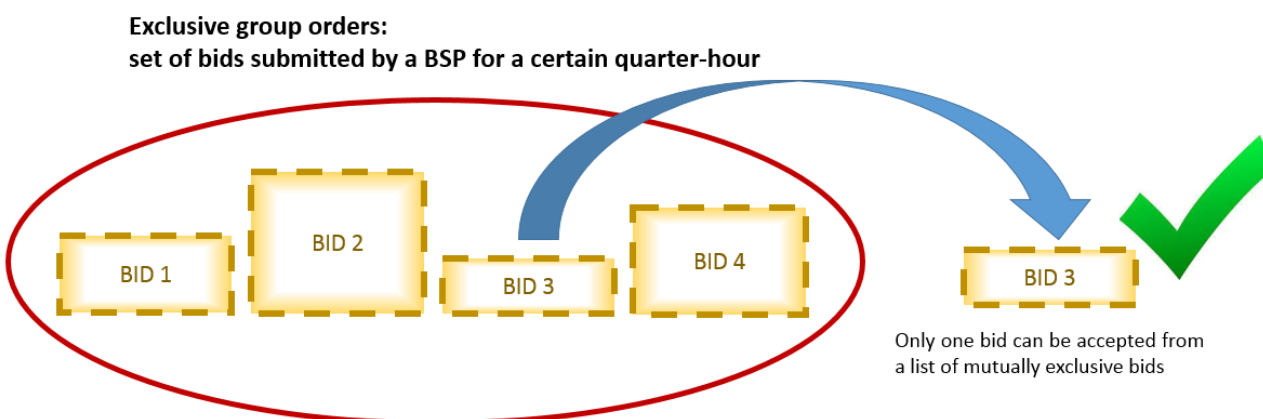 Exclusive group orders:
set of bids submitted by a BSP for a certain quarter-hour
BID 1
BID 2
BID 3
BID 4
BID 3
Only one bid can be accepted from
a list of mutually exclusive bids